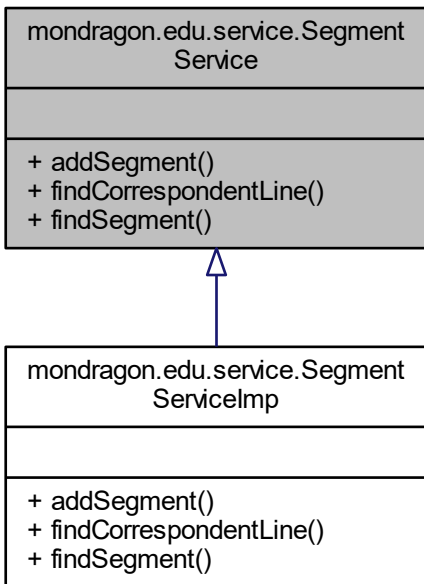 mondragon.edu.service.Segment
Service
+ addSegment()
+ findCorrespondentLine()
+ findSegment()
mondragon.edu.service.Segment
ServiceImp
+ addSegment()
+ findCorrespondentLine()
+ findSegment()